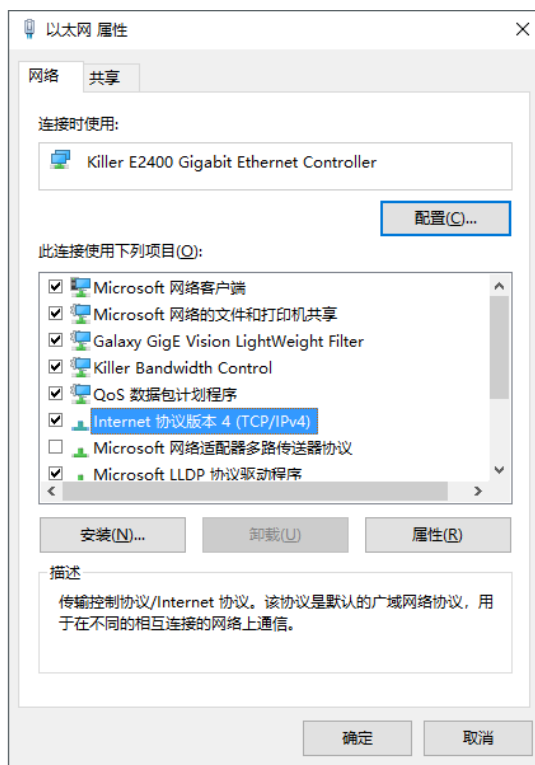 以太网 属性
网络
共享
连接时使用:
Killer E2400 Gigabit Ethernet Controller
配置(C)...
此连接使用下列项目(O):
Microsoft 网络客户端
Microsoft 网络的文件和打印机共享
Galaxy GigE Vision LightWeight Filter
Killer Bandwidth Control
QoS 数据包计划程序
Internet 协议版本 4 (TCP/IPv4)
Microsoft 网络适配器多路传送器协议
Microsoft LLDP 协议驱动程序
安装(N)...
卸载(U)
属性(R)
描述
传输控制协议/Internet 协议。该协议是默认的广域网络协议，用
于在不同的相互连接的网络上通信。
确定
取消